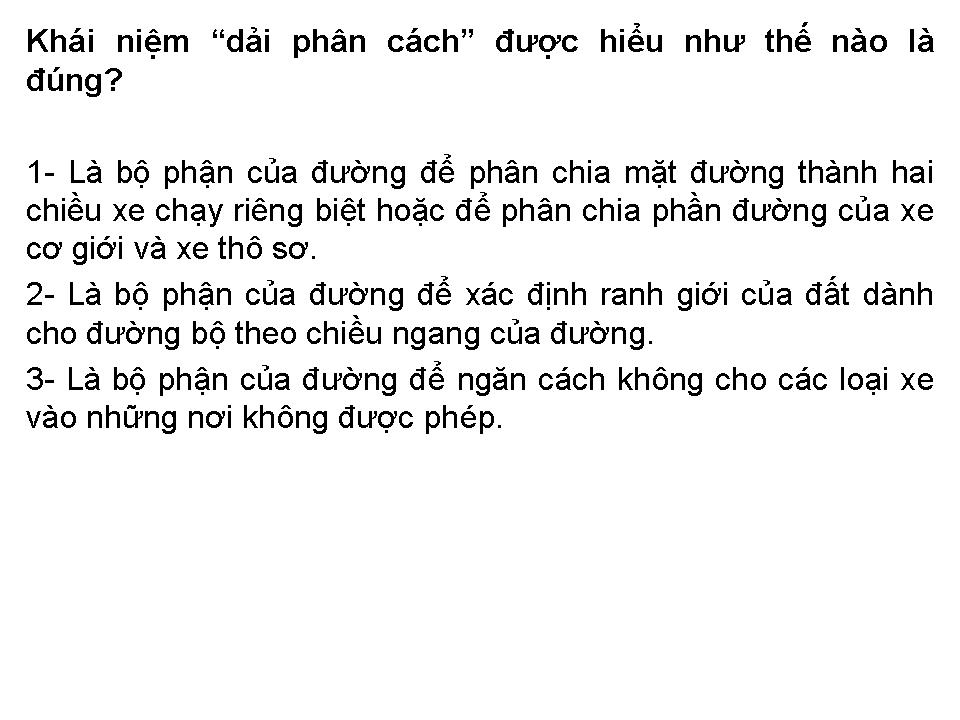 Khái niệm “dải phân cách” được hiểu như thế nào là
đúng?
1- Là bộ phận của đường để phân chia mặt đường thành hai
chiều xe chạy riêng biệt hoặc để phân chia phần đường của xe
cơ giới và xe thô sơ.
2- Là bộ phận của đường để xác định ranh giới của đất dành
cho đường bộ theo chiều ngang của đường.
3- Là bộ phận của đường để ngăn cách không cho các loại xe
vào những nơi không được phép.